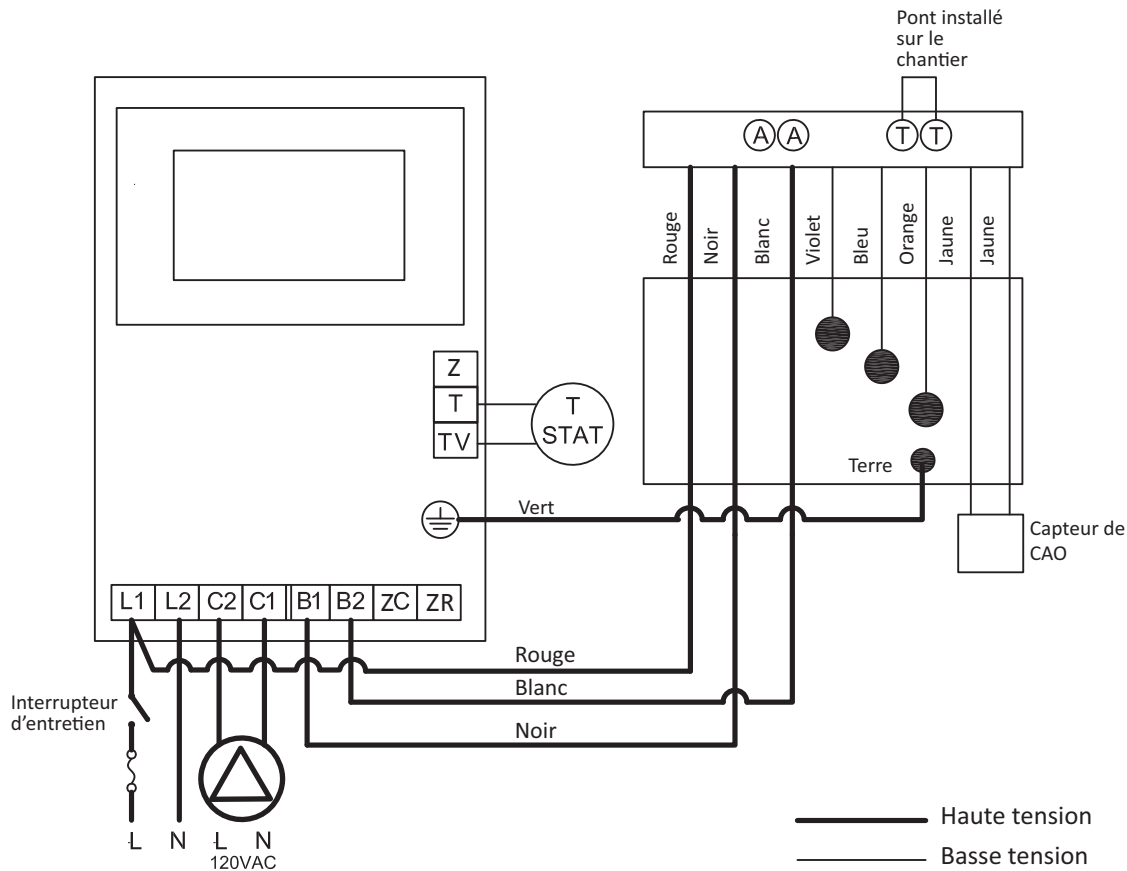 Pont installé
sur le
chantier
A A T T
Rouge
Noir
Blanc
Violet
Bleu
Orange
Jaune
Jaune
Z
T
TV
T
STAT
Terre
Vert
Capteur de
CAO
L1 L2 C2 C1 B1 B2 ZC ZR
Rouge
Blanc
Noir
Interrupteur
d’entretien
L N L N
120VAC
Haute tension
Basse tension